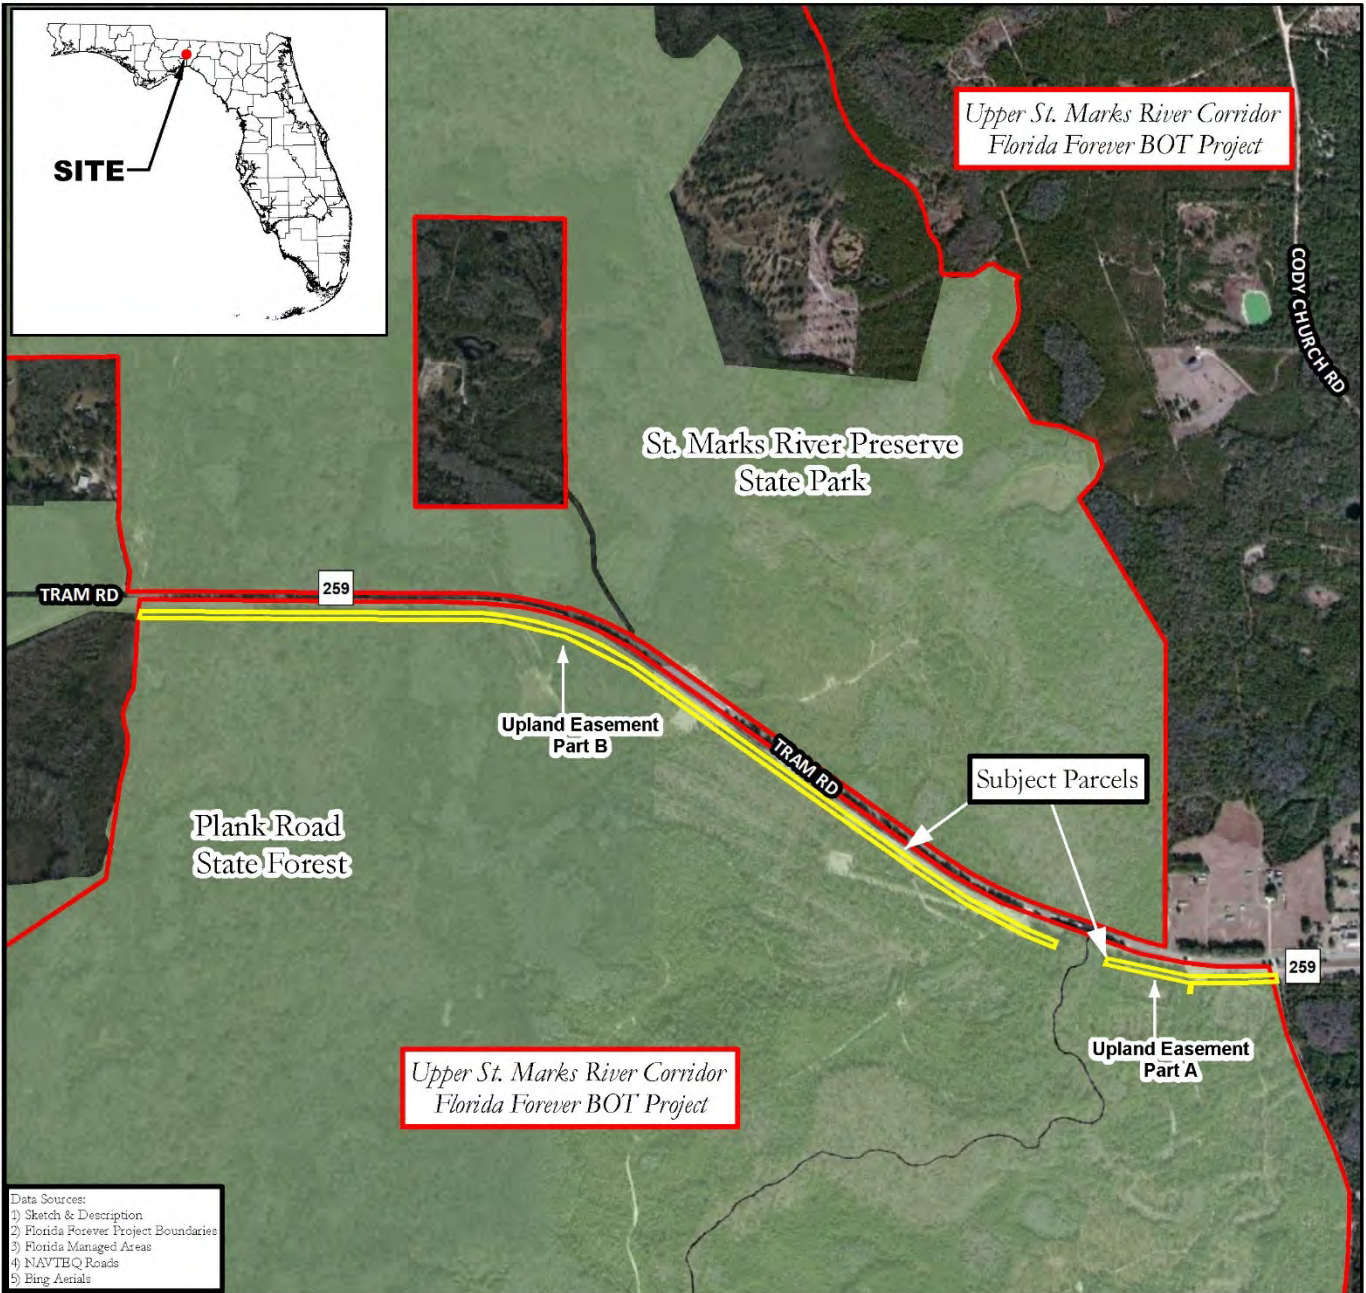 SITE
Upper St. Marks River Corridor
Florida Forever BOT Project
CODY CHURCH RD
St. Marks River Preserve
State Park
TRAM RD
259
Upland Easement
Part B
TRAM RD
Subject Parcels
Plank Road
State Forest
259
Upland Easement
Part A
Upper St. Marks River Corridor
Florida Forever BOT Project
Data Sources:
1) Sketch & Description
2) Florida Forever Project Boundaries
3) Florida Managed Areas
4) NAVTEQ Roads
5) Bing Aerials